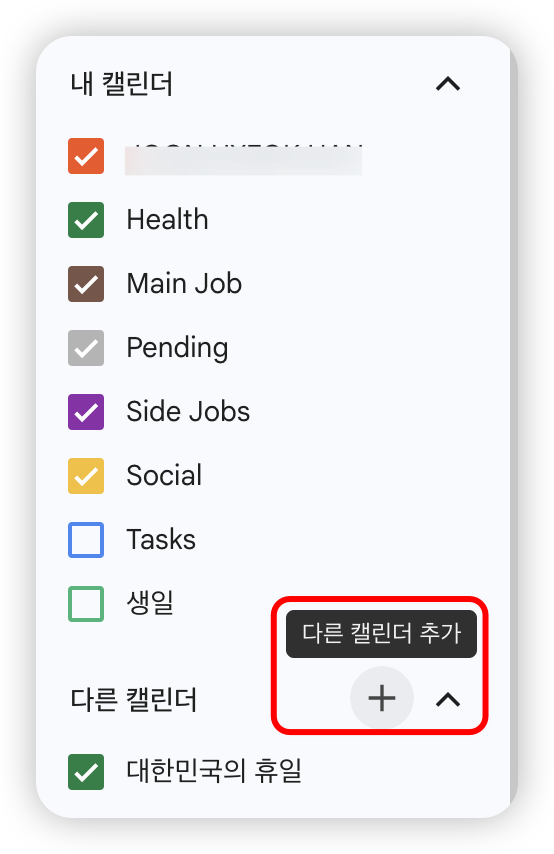 내 캘린더
Health
Main Job
Pending
Side Jobs
Social
Tasks
생일
다른 캘린더 추가
다른 캘린더
대한민국의 휴일